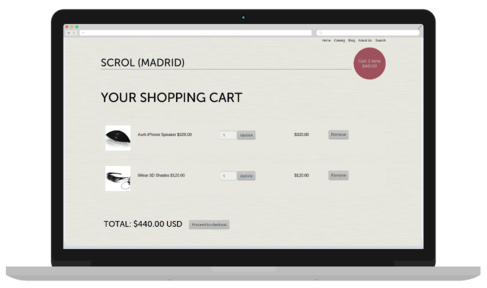 Home Catalog Blog About Us Search
SCROL (MADRID)
Cart: 2 items
$440.00
YOUR SHOPPING CART
Aura iPhone Speaker $320.00 1 Update $320.00 Remove
iWear 3D Shades $120.00 1 Update $120.00 Remove
TOTAL: $440.00 USD Proceed to checkout